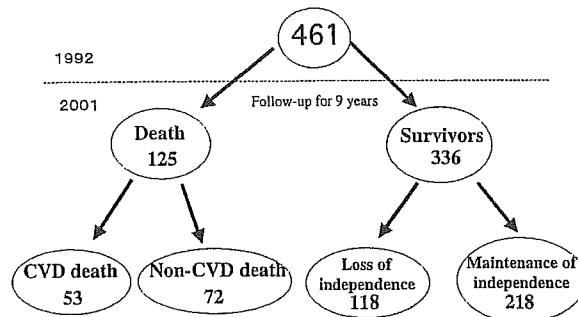 461
1992
2001
Follow-up for 9 years
Death
125
Survivors
336
CVD death
53
Non-CVD death
72
Loss of
independence
118
Maintenance of
independence
218